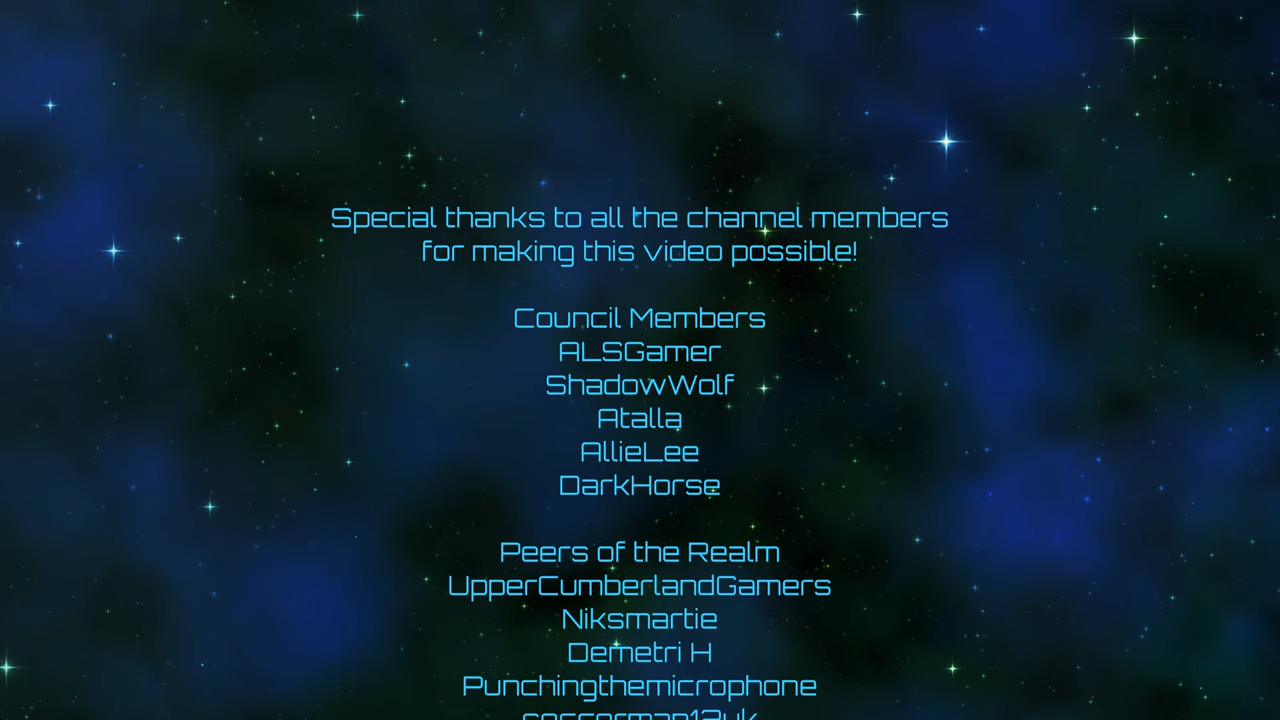 Special thanks to all the channel members
for making this video possible!
Council Members
ALSGamer
ShadowWolf
Atalla
AllieLee
DarkHorse
Peers of the Realm
UpperCumberlandGamers
Niksmartie
Demetri H
Punchingthemicrophone